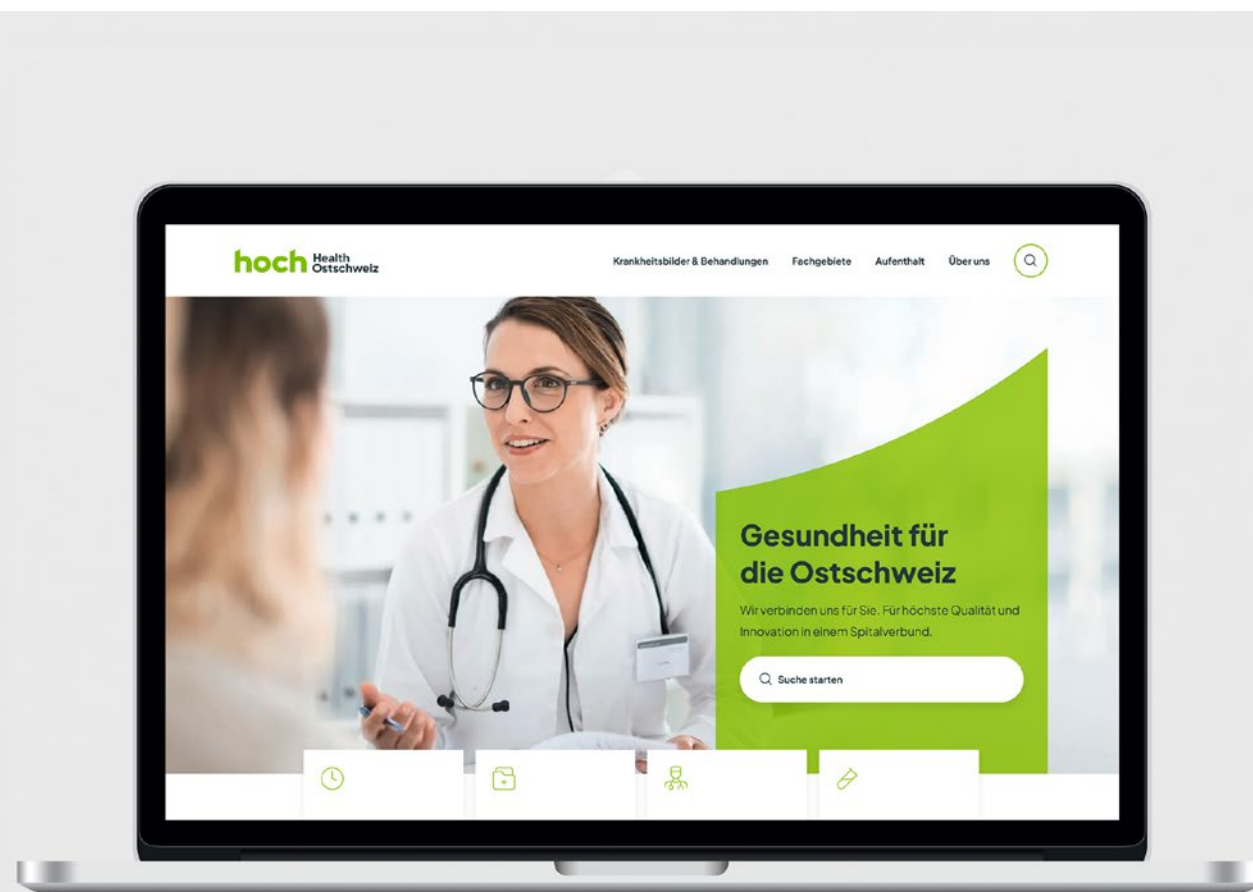 hoch Health
Ostschweiz
Krankheitsbilder & Behandlungen Fachgebiete Aufenthalt Über uns
Gesundheit für
die Ostschweiz
Wir verbinden uns für Sie. Für höchste Qualität und
Innovation in einem Spitalverbund.
Suche starten